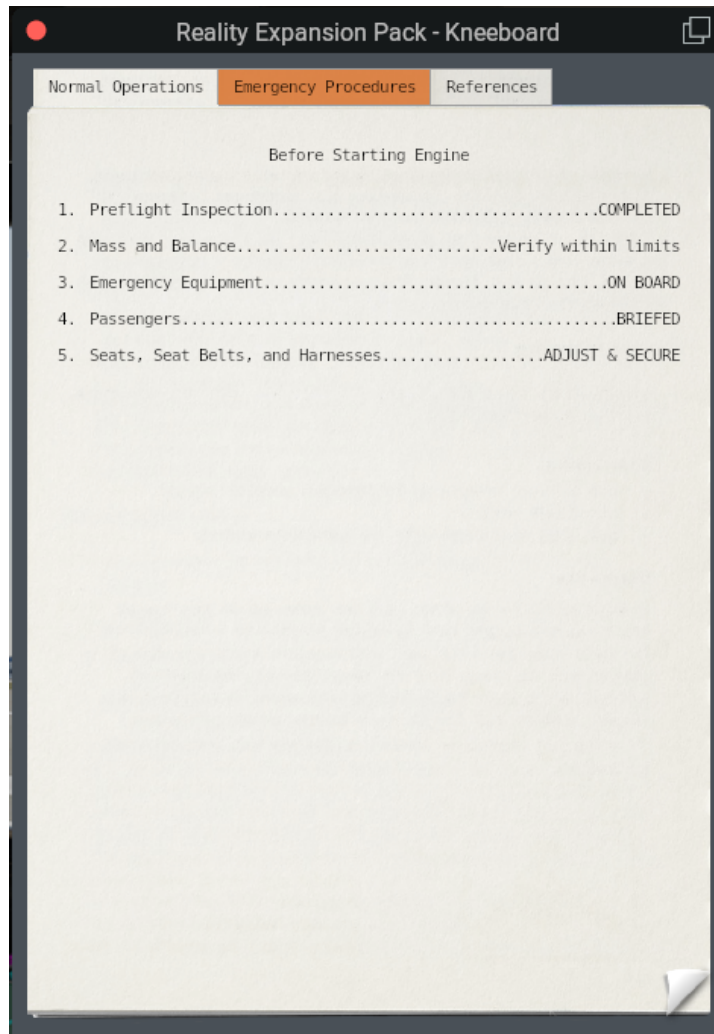 Reality Expansion Pack - Kneeboard
Normal Operations Emergency Procedures References
Before Starting Engine
1. Preflight Inspection....................................COMPLETED
2. Mass and Balance.............................Verify within limits
3. Emergency Equipment......................................ON BOARD
4. Passengers................................................BRIEFED
5. Seats, Seat Belts, and Harnesses..................ADJUST & SECURE